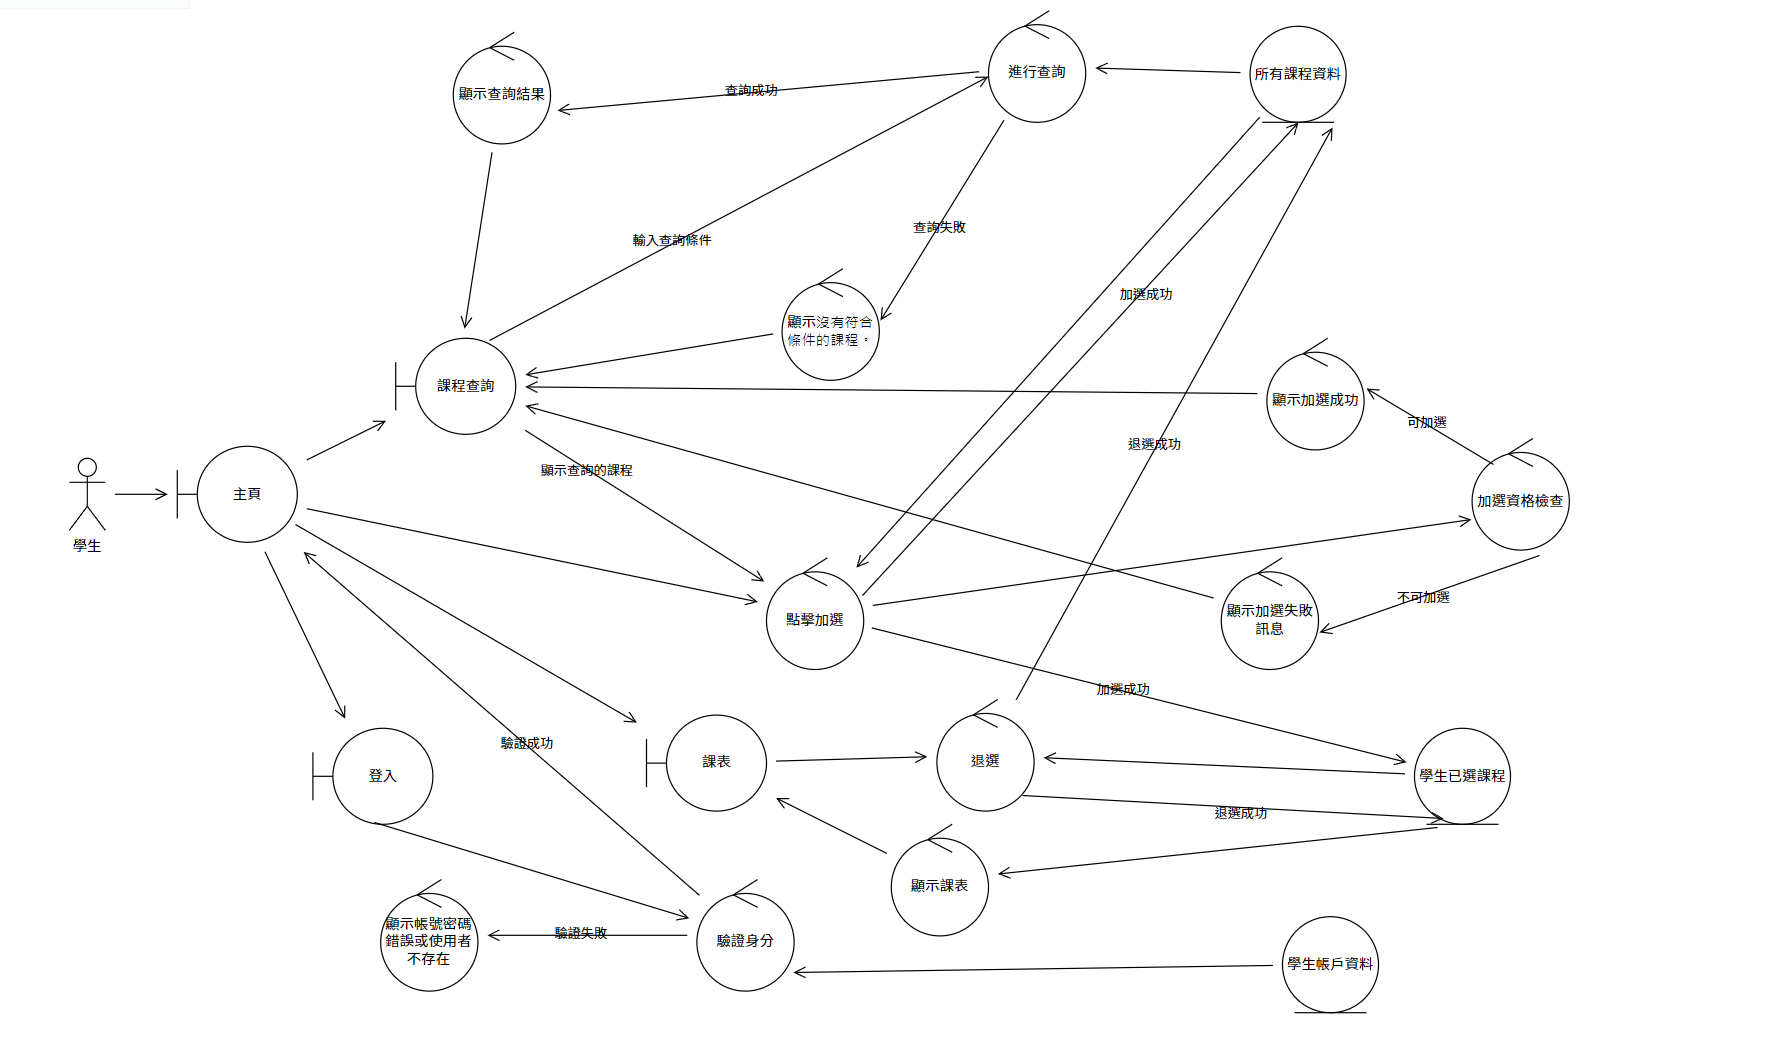 進行查詢
所有課程資料
顯示查詢結果
查詢成功
查詢失敗
輸入查詢條件
加選成功
顯示沒有符合
條件的課程。
課程查詢
顯示加選成功
可加選
退選成功
顯示查詢的課程
主頁
加選資格檢查
學生
不可加選
顯示加選失敗
訊息
點擊加選
加選成功
驗證成功
課表
退選
登入
學生已選課程
退選成功
顯示課表
顯示帳號密碼
錯誤或使用者
不存在
驗證失敗
驗證身分
學生帳戶資料